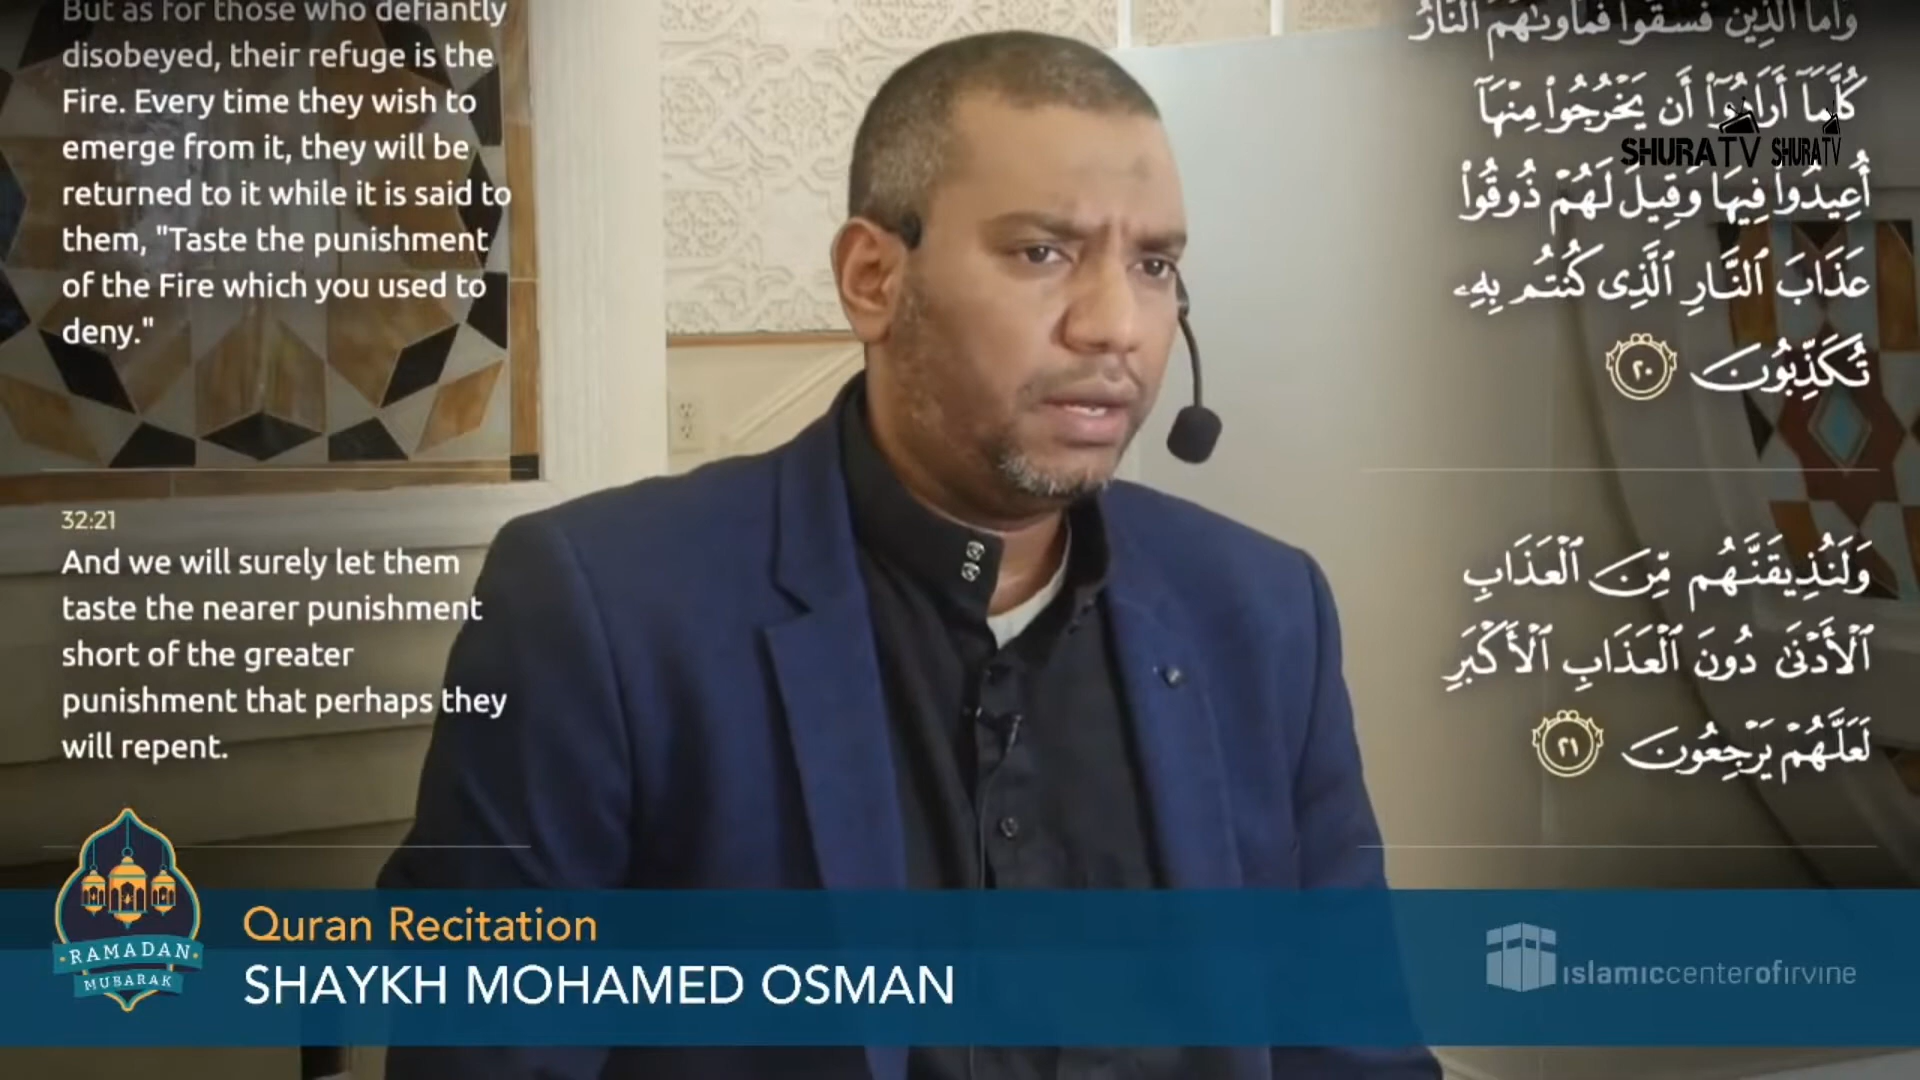 But as for those who defiantly
disobeyed, their refuge is the
Fire. Every time they wish to
emerge from it, they will be
returned to it while it is said to
them, "Taste the punishment
of the Fire which you used to
deny."
وَأَمَّا ٱلَّذِينَ فَسَقُوا۟ فَمَأْوَىٰهُمُ ٱلنَّارُ
كُلَّمَآ أَرَادُوٓا۟ أَن يَخْرُجُوا۟ مِنْهَآ
أُعِيدُوا۟ فِيهَا وَقِيلَ لَهُمْ ذُوقُوا۟
عَذَابَ ٱلنَّارِ ٱلَّذِى كُنتُم بِهِۦ
تُكَذِّبُونَ ٢٠
SHURA TV SHURA TV
32:21
And we will surely let them
taste the nearer punishment
short of the greater
punishment that perhaps they
will repent.
وَلَنُذِيقَنَّهُم مِّنَ ٱلْعَذَابِ
ٱلْأَدْنَىٰ دُونَ ٱلْعَذَابِ ٱلْأَكْبَرِ
لَعَلَّهُمْ يَرْجِعُونَ ٢١
RAMADAN
MUBARAK
Quran Recitation
SHAYKH MOHAMED OSMAN
islamiccenterofirvine